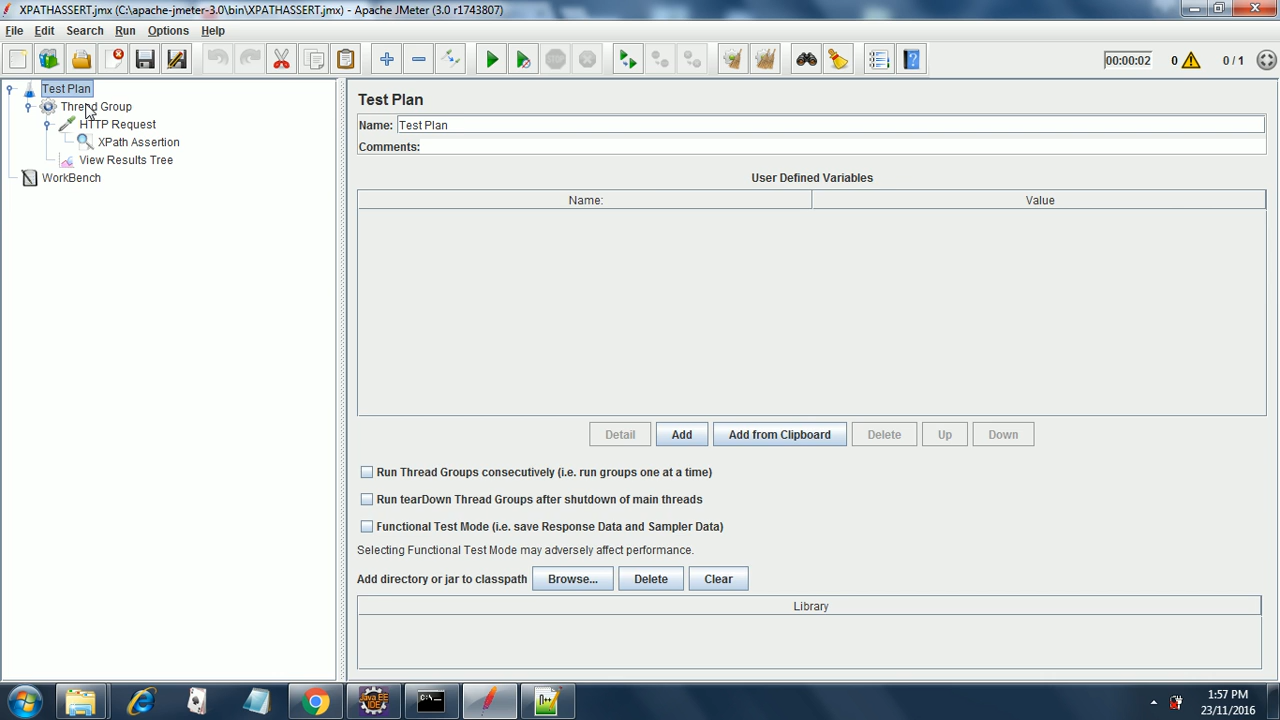 XPATHASSERT.jmx (C:\apache-jmeter-3.0\bin\XPATHASSERT.jmx) - Apache JMeter (3.0 r1743807)
File Edit Search Run Options Help
00:00:02 0 0 / 1
Test Plan
Thread Group
HTTP Request
XPath Assertion
View Results Tree
WorkBench
Test Plan
Name: Test Plan
Comments:
User Defined Variables
Name: Value
Detail Add Add from Clipboard Delete Up Down
Run Thread Groups consecutively (i.e. run groups one at a time)
Run tearDown Thread Groups after shutdown of main threads
Functional Test Mode (i.e. save Response Data and Sampler Data)
Selecting Functional Test Mode may adversely affect performance.
Add directory or jar to classpath Browse... Delete Clear
Library
Java EE
IDE
C:\
N++
1:57 PM
23/11/2016